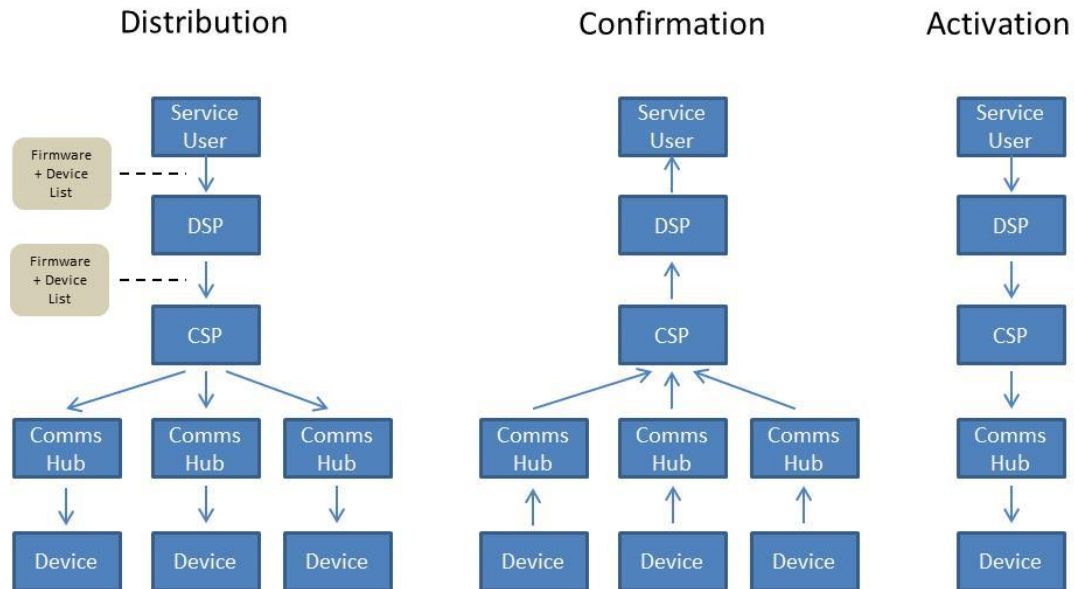 Distribution
Confirmation
Activation
Service
User
Firmware
+ Device
List
DSP
Firmware
+ Device
List
CSP
Comms
Hub
Comms
Hub
Comms
Hub
Device
Device
Device
Service
User
DSP
CSP
Comms
Hub
Comms
Hub
Comms
Hub
Device
Device
Device
Service
User
DSP
CSP
Comms
Hub
Device